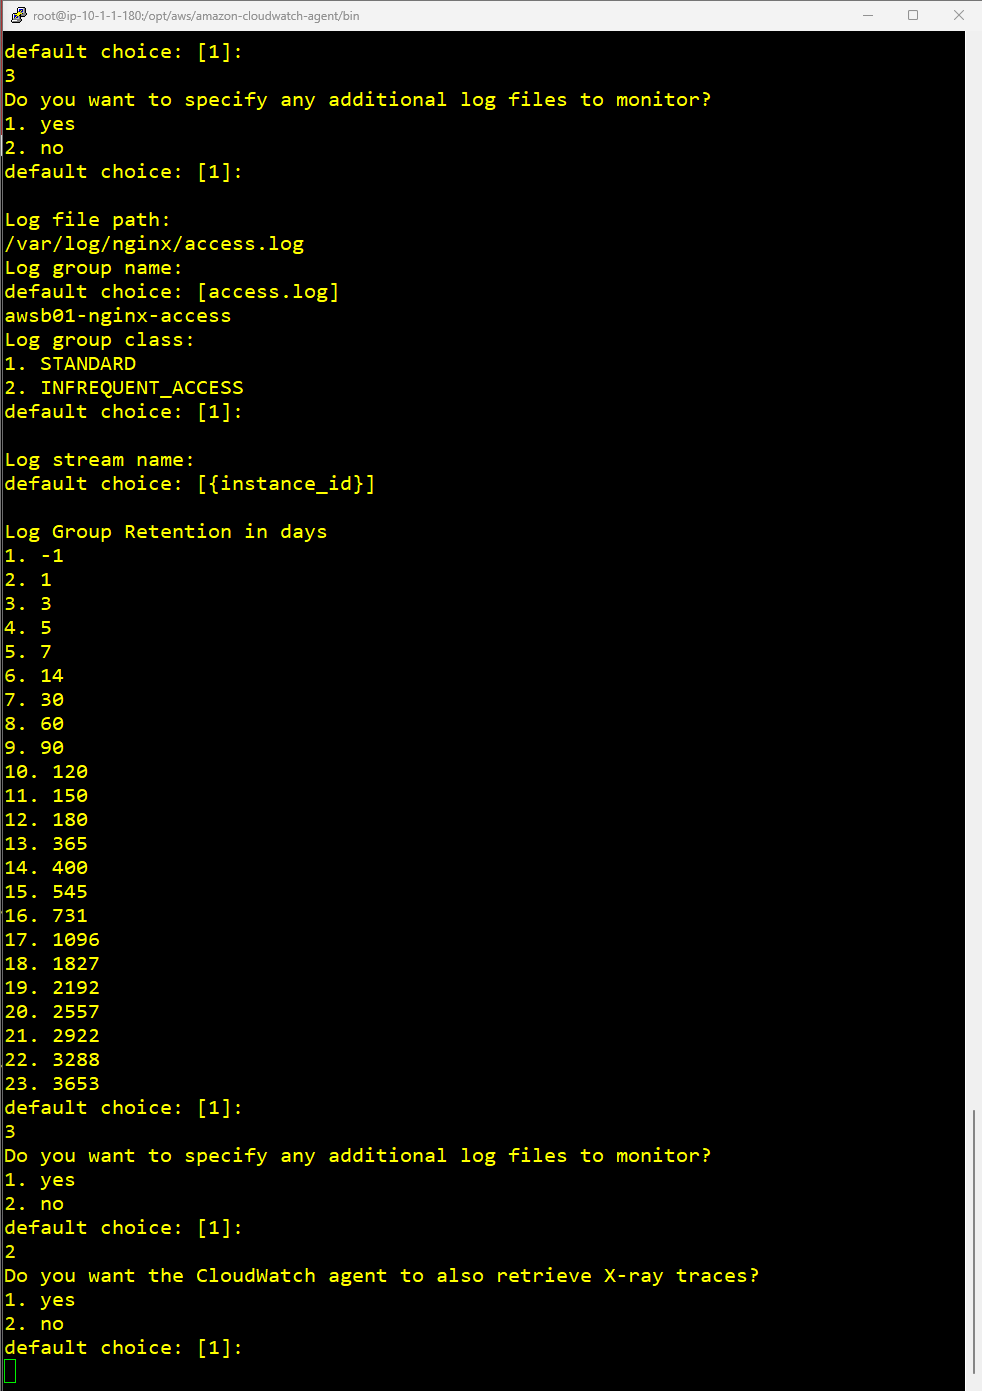 root@ip-10-1-1-180:/opt/aws/amazon-cloudwatch-agent/bin
default choice: [1]:
3
Do you want to specify any additional log files to monitor?
1. yes
2. no
default choice: [1]:
Log file path:
/var/log/nginx/access.log
Log group name:
default choice: [access.log]
awsb01-nginx-access
Log group class:
1. STANDARD
2. INFREQUENT_ACCESS
default choice: [1]:
Log stream name:
default choice: [{instance_id}]
Log Group Retention in days
1. -1
2. 1
3. 3
4. 5
5. 7
6. 14
7. 30
8. 60
9. 90
10. 120
11. 150
12. 180
13. 365
14. 400
15. 545
16. 731
17. 1096
18. 1827
19. 2192
20. 2557
21. 2922
22. 3288
23. 3653
default choice: [1]:
3
Do you want to specify any additional log files to monitor?
1. yes
2. no
default choice: [1]:
2
Do you want the CloudWatch agent to also retrieve X-ray traces?
1. yes
2. no
default choice: [1]: